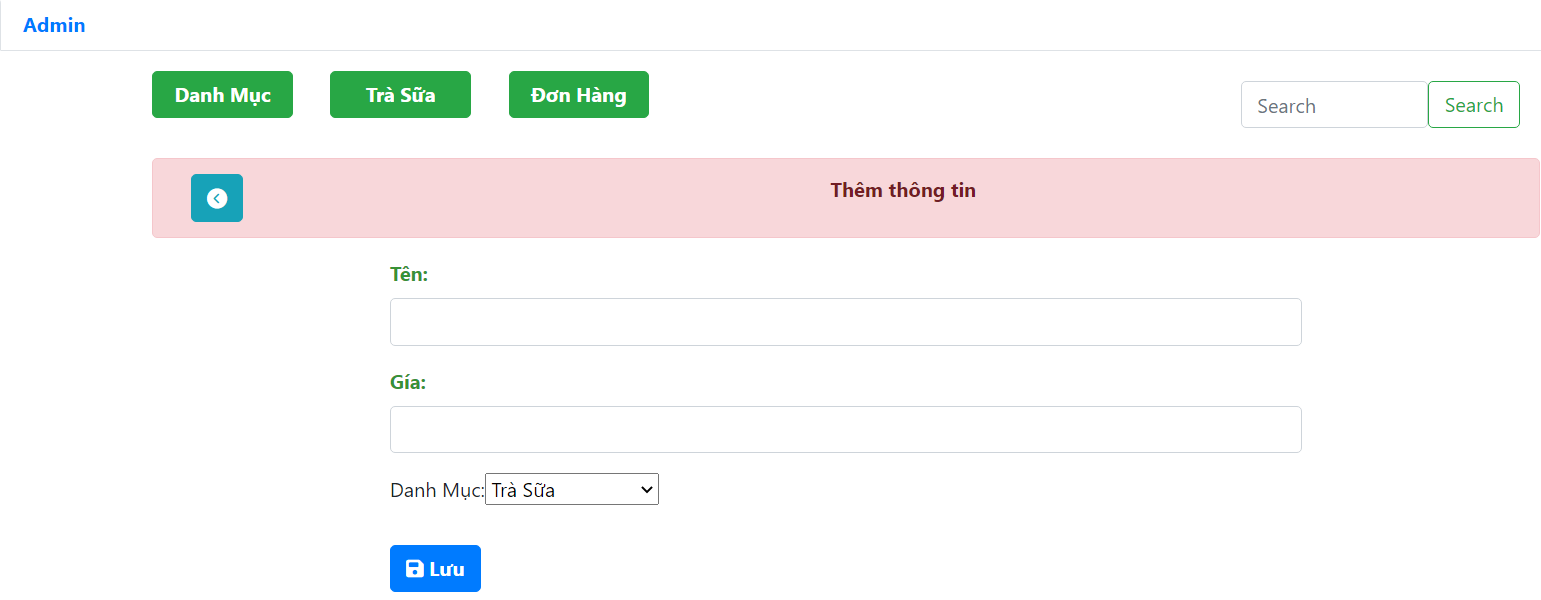 Admin
Danh Mục Trà Sữa Đơn Hàng Search Search
Thêm thông tin
Tên:
Gía:
Danh Mục: Trà Sữa
Lưu